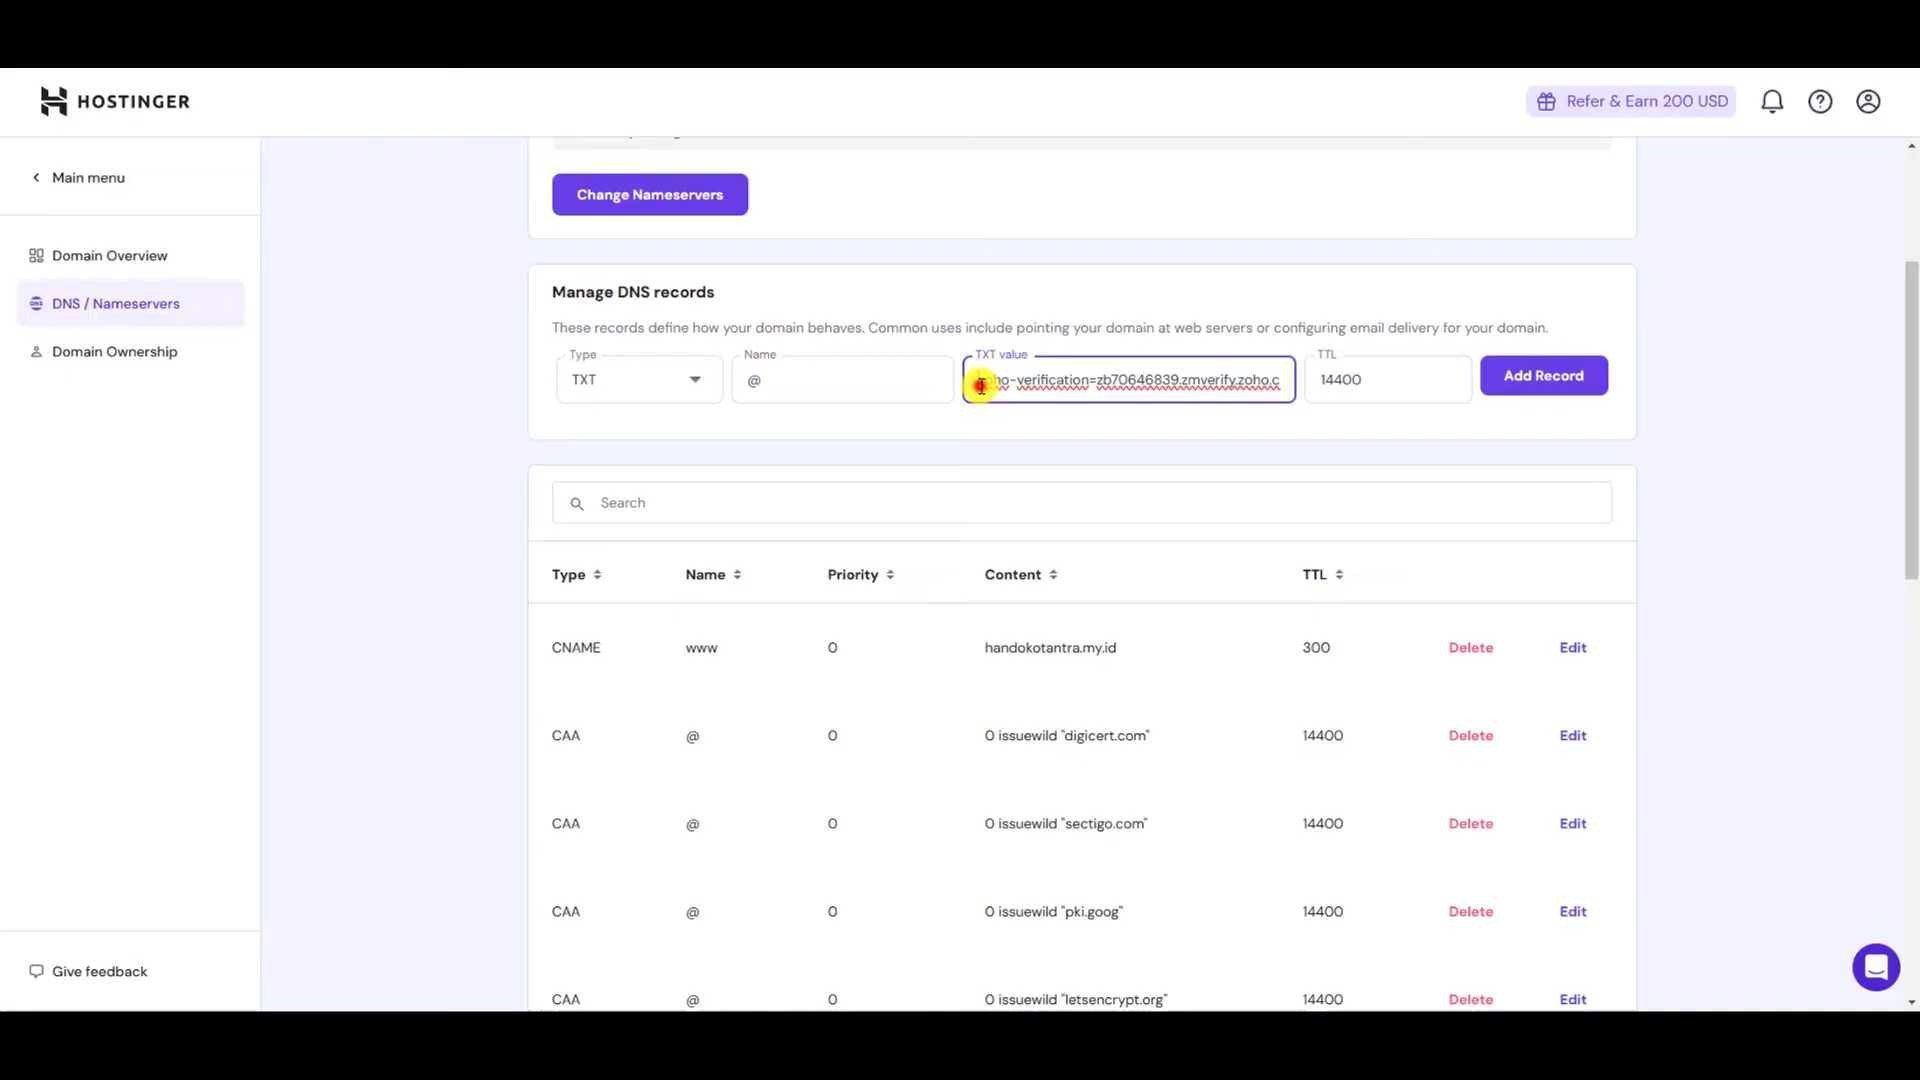 HOSTINGER
Refer & Earn 200 USD
Main menu
Domain Overview
DNS / Nameservers
Domain Ownership
Give feedback
Change Nameservers
Manage DNS records
These records define how your domain behaves. Common uses include pointing your domain at web servers or configuring email delivery for your domain.
Type Name TXT value TTL
TXT @ -verification=zb70646839.zmverify.zoho.c 14400 Add Record
Search
Type Name Priority Content TTL
CNAME www 0 handokotantra.my.id 300 Delete Edit
CAA @ 0 0 issuewild "digicert.com" 14400 Delete Edit
CAA @ 0 0 issuewild "sectigo.com" 14400 Delete Edit
CAA @ 0 0 issuewild "pki.goog" 14400 Delete Edit
CAA @ 0 0 issuewild "letsencrypt.org" 14400 Delete Edit